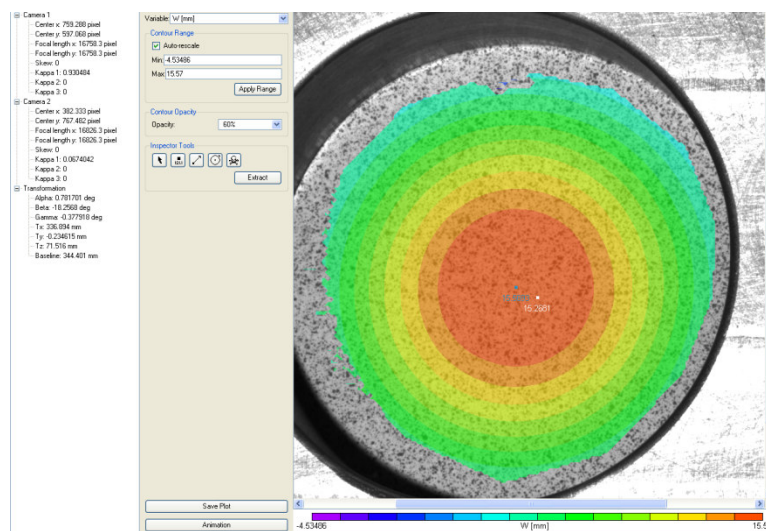 Camera 1
Center x: 759.288 pixel
Center y: 597.068 pixel
Focal length x: 16758.3 pixel
Focal length y: 16758.3 pixel
Skew: 0
Kappa 1: 0.930484
Kappa 2: 0
Kappa 3: 0
Camera 2
Center x: 382.333 pixel
Center y: 767.482 pixel
Focal length x: 16826.3 pixel
Focal length y: 16826.3 pixel
Skew: 0
Kappa 1: 0.0674042
Kappa 2: 0
Kappa 3: 0
Transformation
Alpha: 0.781701 deg
Beta: -18.2568 deg
Gamma: -0.377918 deg
Tx: 336.894 mm
Ty: -0.234615 mm
Tz: 71.516 mm
Baseline: 344.401 mm
Variable: W [mm]
Contour Range
Auto-rescale
Min: -4.53486
Max: 15.57
Apply Range
Contour Opacity
Opacity: 60%
Inspector Tools
Extract
15.2681
Save Plot
Animation
-4.53486 W [mm]